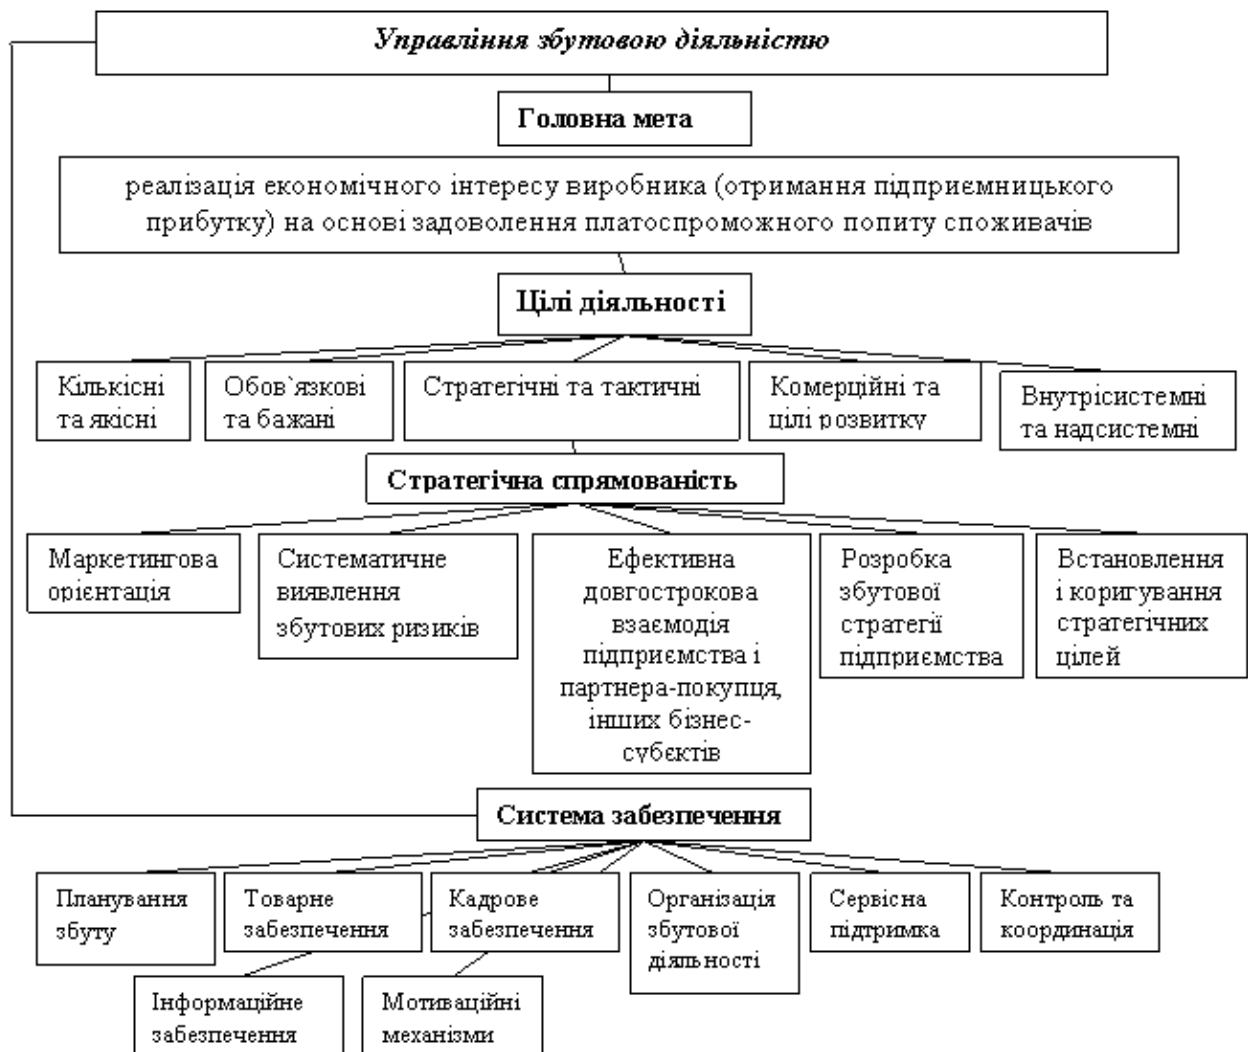 Управління збутовою діяльністю
Головна мета
реалізація економічного інтересу виробника (отримання підприємницького
прибутку) на основі задоволення платоспроможного попиту споживачів
Цілі діяльності
Кількісні
та якісні
Обов`язкові
та бажані
Стратегічні та тактичні
Комерційні та
цілі розвитку
Внутрісистемні
та надсистемні
Стратегічна спрямованість
Маркетингова
орієнтація
Систематичне
виявлення
збутових ризиків
Ефективна
довгострокова
взаємодія
підприємства і
партнера-покупця,
інших бізнес-
субєктів
Розробка
збутової
стратегії
підприємства
Встановлення
і коригування
стратегічних
цілей
Система забезпечення
Планування
збуту
Товарне
забезпечення
Кадрове
забезпечення
Організація
збутової
діяльності
Сервісна
підтримка
Контроль та
координація
Інформаційне
забезпечення
Мотиваційні
механізми